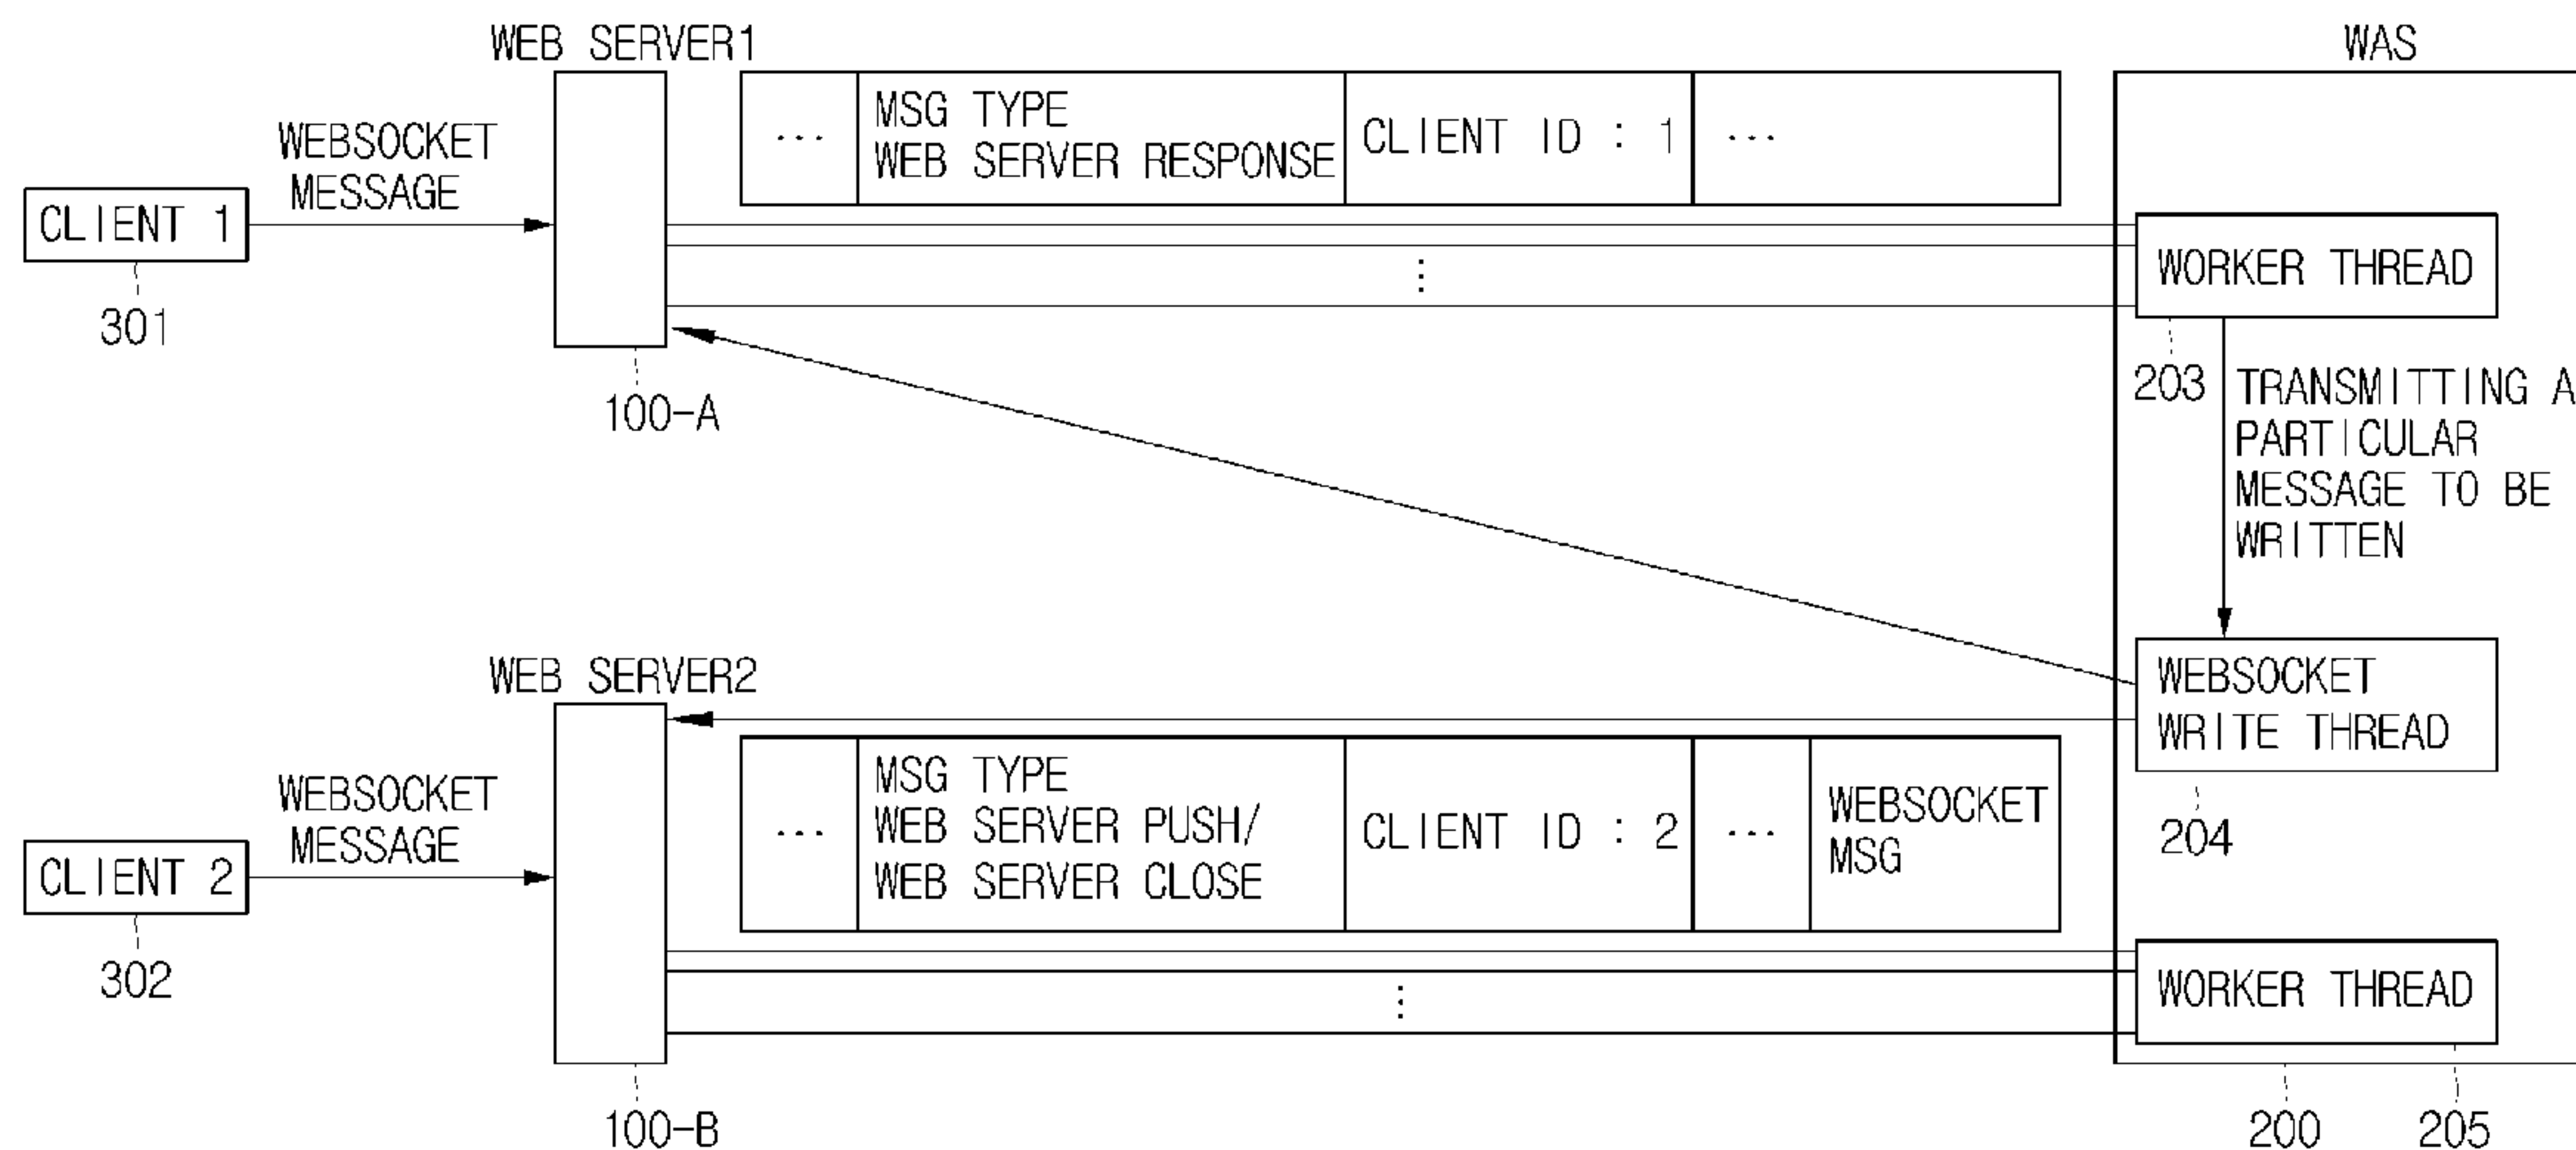 WEB SERVER1
WAS
... MSG TYPE
WEB SERVER RESPONSE
CLIENT ID : 1
...
WEBSOCKET
MESSAGE
CLIENT 1
301
100-A
WORKER THREAD
203
TRANSMITTING A
PARTICULAR
MESSAGE TO BE
WRITTEN
WEB SERVER2
WEBSOCKET
WRITE THREAD
204
... MSG TYPE
WEB SERVER PUSH/
WEB SERVER CLOSE
CLIENT ID : 2
...
WEBSOCKET
MSG
WEBSOCKET
MESSAGE
CLIENT 2
302
WORKER THREAD
100-B
200
205